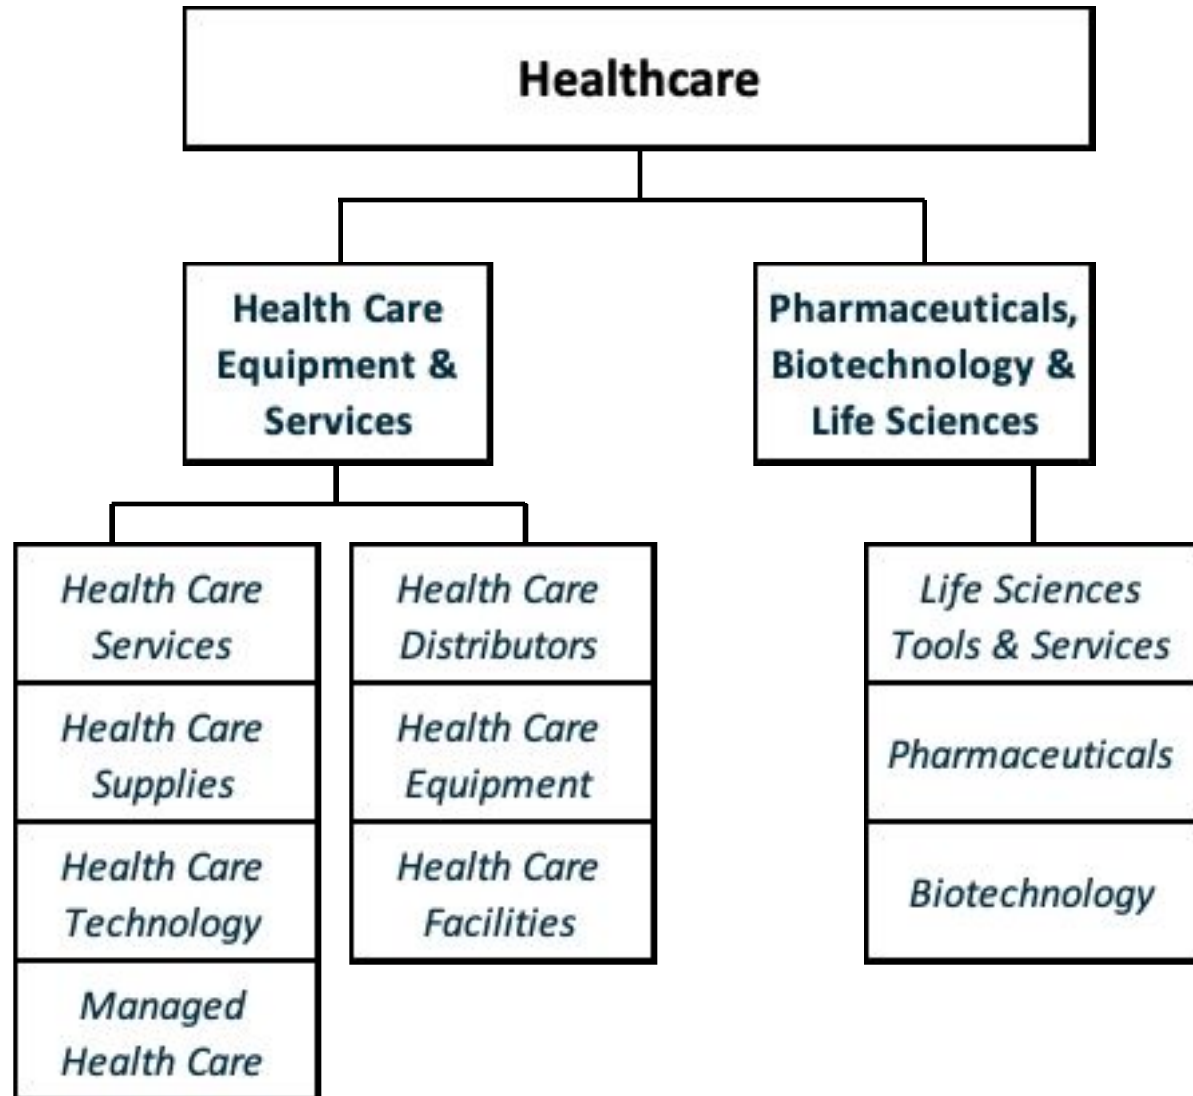 Healthcare
Health Care
Equipment &
Services
Pharmaceuticals,
Biotechnology &
Life Sciences
Health Care
Services
Health Care
Supplies
Health Care
Technology
Managed
Health Care
Health Care
Distributors
Health Care
Equipment
Health Care
Facilities
Life Sciences
Tools & Services
Pharmaceuticals
Biotechnology